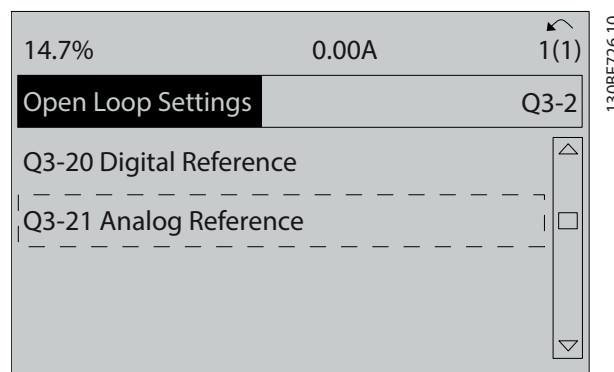 14.7% 0.00A 1(1)
Open Loop Settings Q3-2
Q3-20 Digital Reference
Q3-21 Analog Reference
130BF726.10